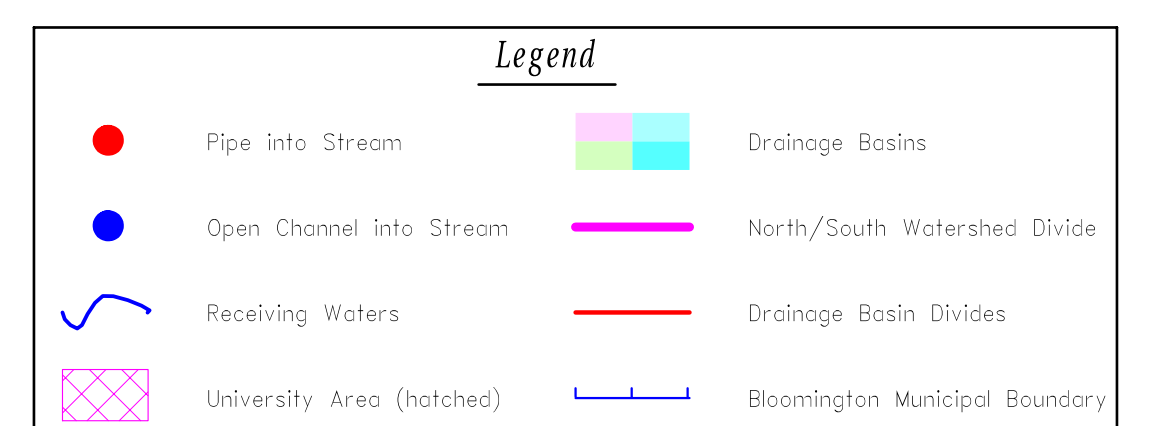 Legend
Pipe into Stream
Open Channel into Stream
Receiving Waters
University Area (hatched)
Drainage Basins
North/South Watershed Divide
Drainage Basin Divides
Bloomington Municipal Boundary